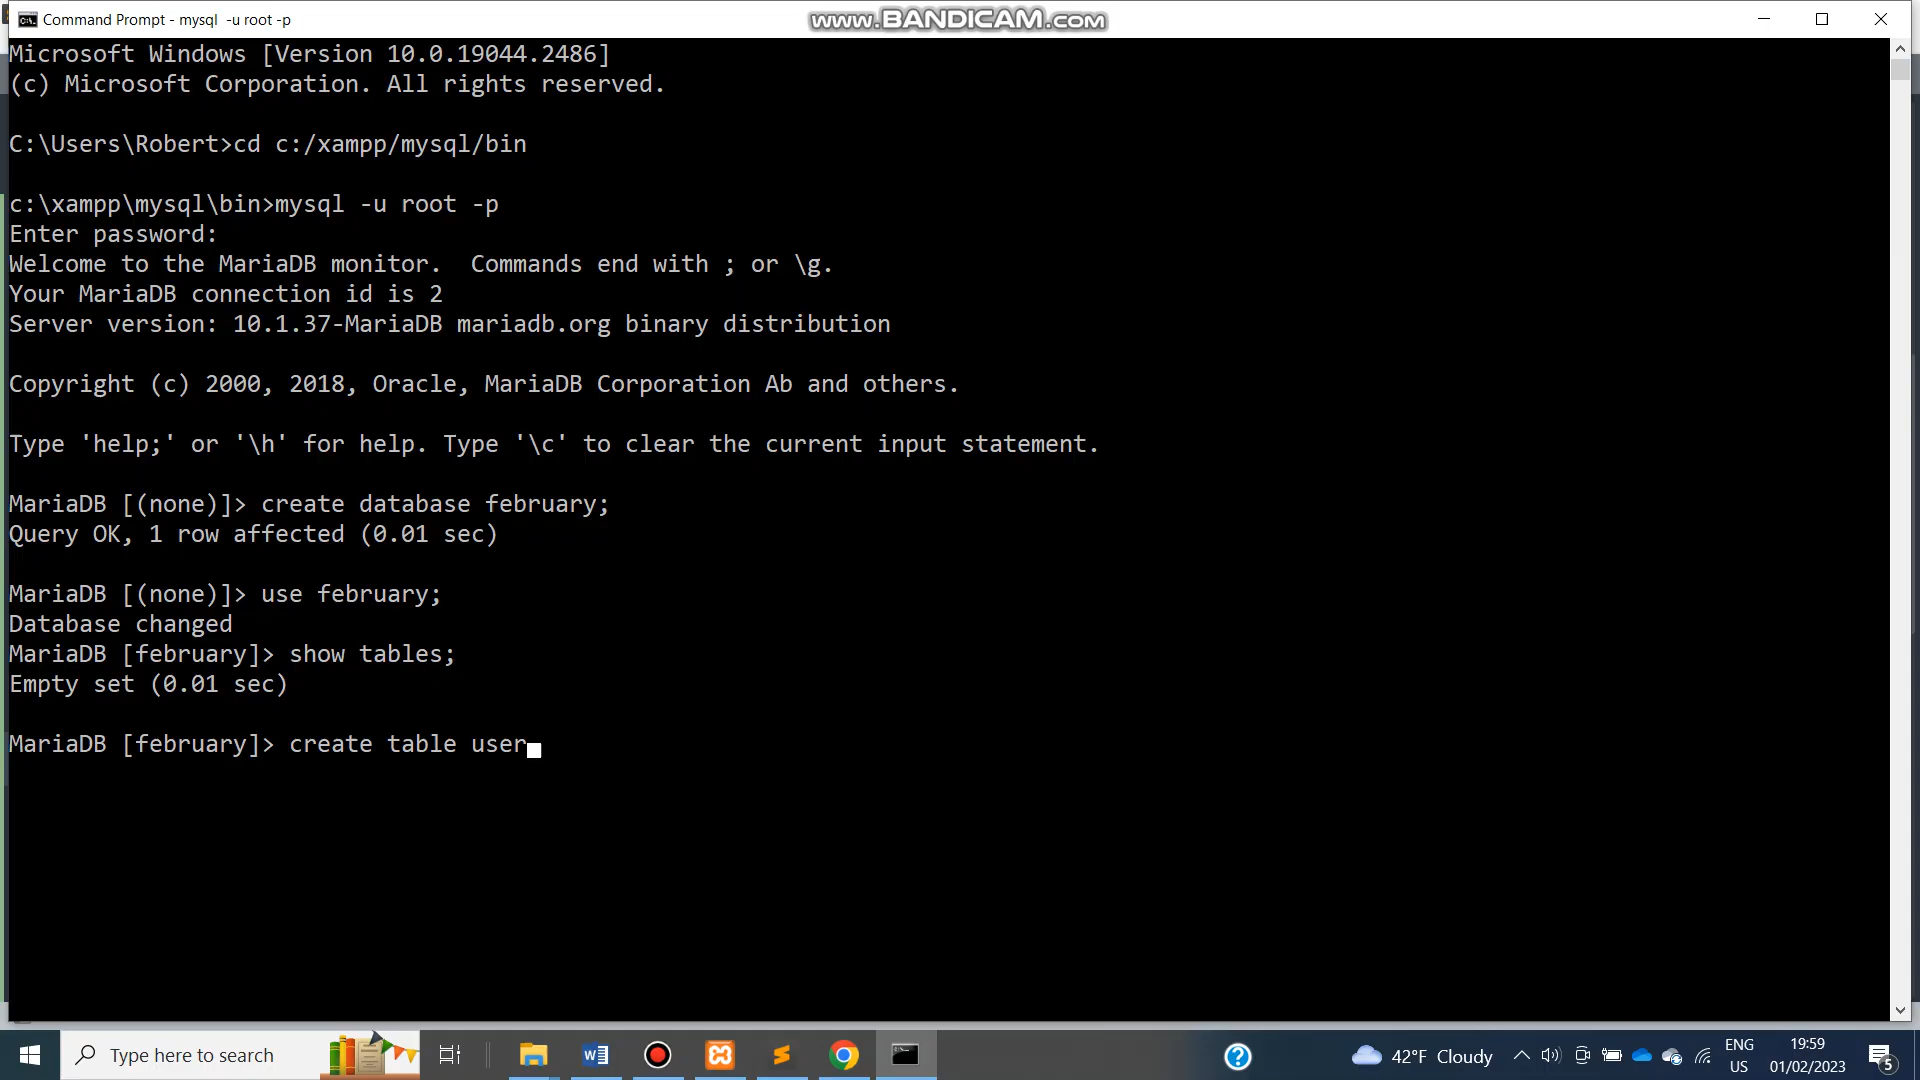 Command Prompt - mysql  -u root -p
www.BANDICAM.com
Microsoft Windows [Version 10.0.19044.2486]
(c) Microsoft Corporation. All rights reserved.
C:\Users\Robert>cd c:/xampp/mysql/bin
c:\xampp\mysql\bin>mysql -u root -p
Enter password:
Welcome to the MariaDB monitor.  Commands end with ; or \g.
Your MariaDB connection id is 2
Server version: 10.1.37-MariaDB mariadb.org binary distribution
Copyright (c) 2000, 2018, Oracle, MariaDB Corporation Ab and others.
Type 'help;' or '\h' for help. Type '\c' to clear the current input statement.
MariaDB [(none)]> create database february;
Query OK, 1 row affected (0.01 sec)
MariaDB [(none)]> use february;
Database changed
MariaDB [february]> show tables;
Empty set (0.01 sec)
MariaDB [february]> create table user
Type here to search
42°F Cloudy
ENG
US
19:59
01/02/2023
5